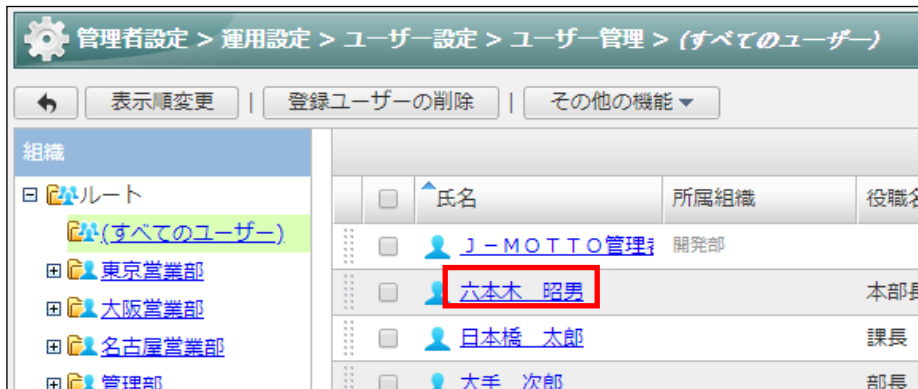 管理者設定 > 運用設定 > ユーザー設定 > ユーザー管理 > (すべてのユーザー)
表示順変更 | 登録ユーザーの削除 | その他の機能
組織
ルート
(すべてのユーザー)
東京営業部
大阪営業部
名古屋営業部
管理部
氏名 所属組織 役職名
J-MOTTO管理者 開発部
六本木 昭男 本部長
日本橋 太郎 課長
大手 次郎 部長